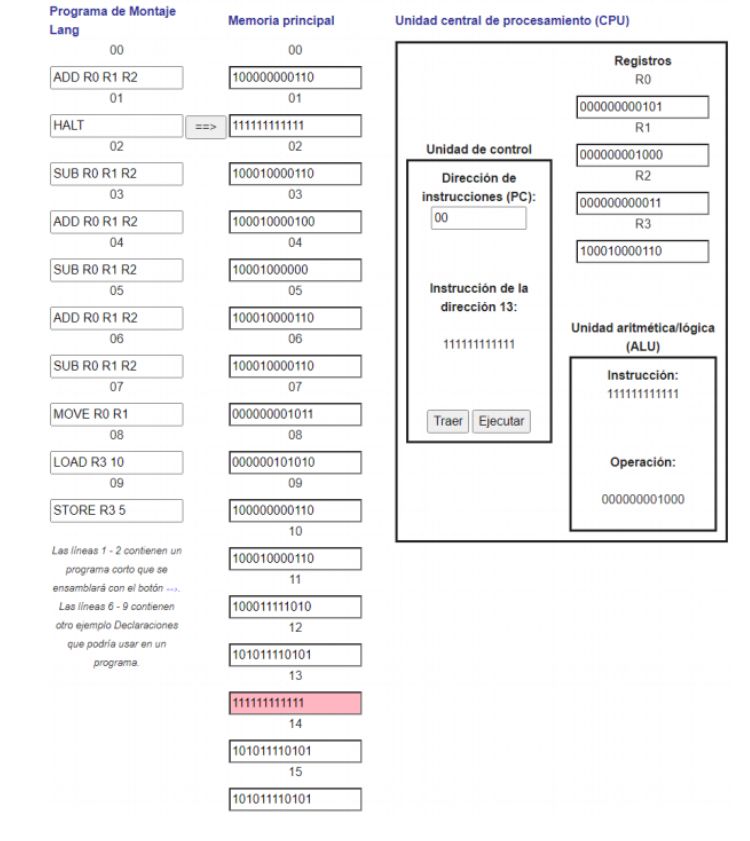 Programa de Montaje
Lang
00
ADD R0 R1 R2
01
HALT
02
SUB R0 R1 R2
03
ADD R0 R1 R2
04
SUB R0 R1 R2
05
ADD R0 R1 R2
06
SUB R0 R1 R2
07
MOVE R0 R1
08
LOAD R3 10
09
STORE R3 5
Las líneas 1 - 2 contienen un
programa corto que se
ensamblará con el botón ==>.
Las líneas 6 - 9 contienen
otro ejemplo Declaraciones
que podría usar en un
programa.
==>
Memoria principal
00
100000000110
01
111111111111
02
100010000110
03
100010000100
04
10001000000
05
100010000110
06
100010000110
07
000000001011
08
000000101010
09
100000000110
10
100010000110
11
100011111010
12
101011110101
13
111111111111
14
101011110101
15
101011110101
Unidad central de procesamiento (CPU)
Unidad de control
Dirección de
instrucciones (PC):
00
Instrucción de la
dirección 13:
111111111111
Traer
Ejecutar
Registros
R0
000000000101
R1
000000001000
R2
000000000011
R3
100010000110
Unidad aritmética/lógica
(ALU)
Instrucción:
111111111111
Operación:
000000001000